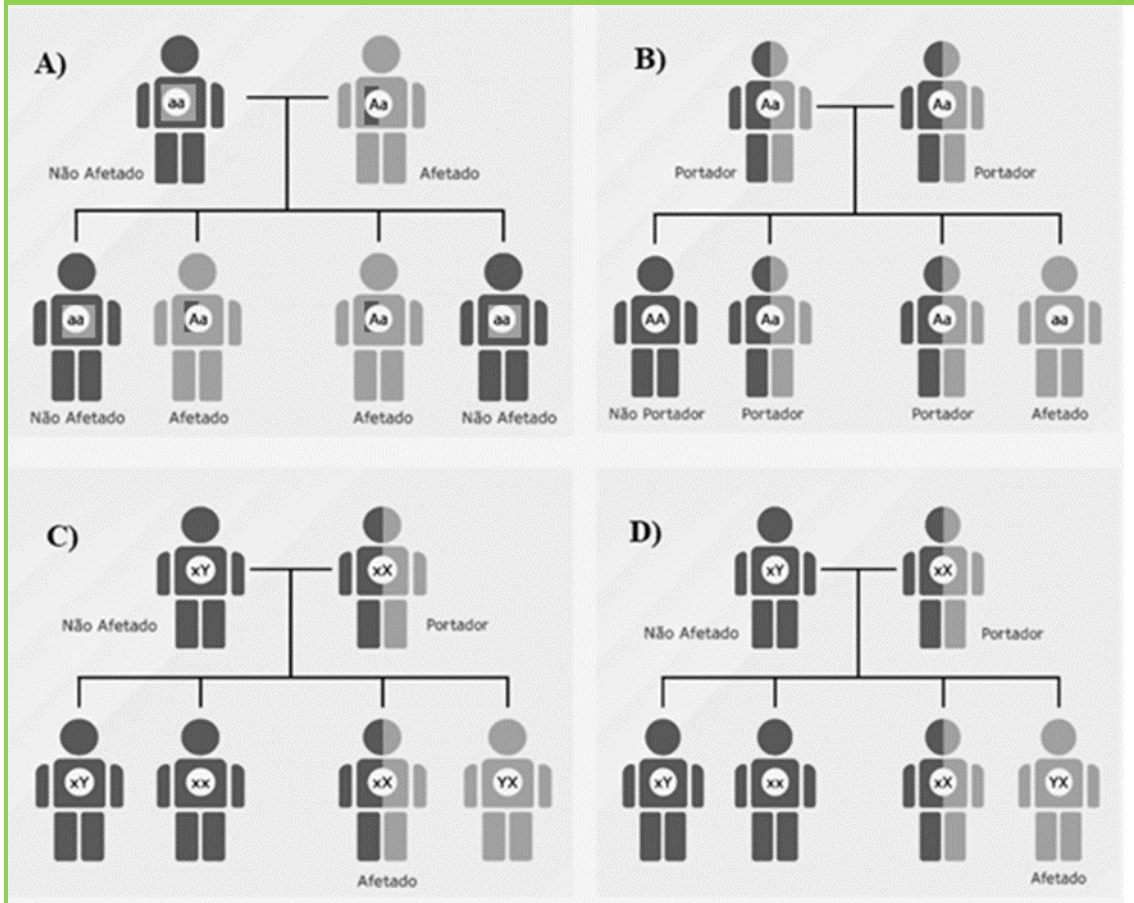 A)
aa
Aa
Não Afetado
Afetado
aa
Aa
Aa
aa
Não Afetado
Afetado
Afetado
Não Afetado
B)
Aa
Aa
Portador
Portador
AA
Aa
Aa
aa
Não Portador
Portador
Portador
Afetado
C)
xY
xX
Não Afetado
Portador
xY
xx
xX
YX
Afetado
D)
xY
xX
Não Afetado
Portador
xY
xx
xX
YX
Afetado